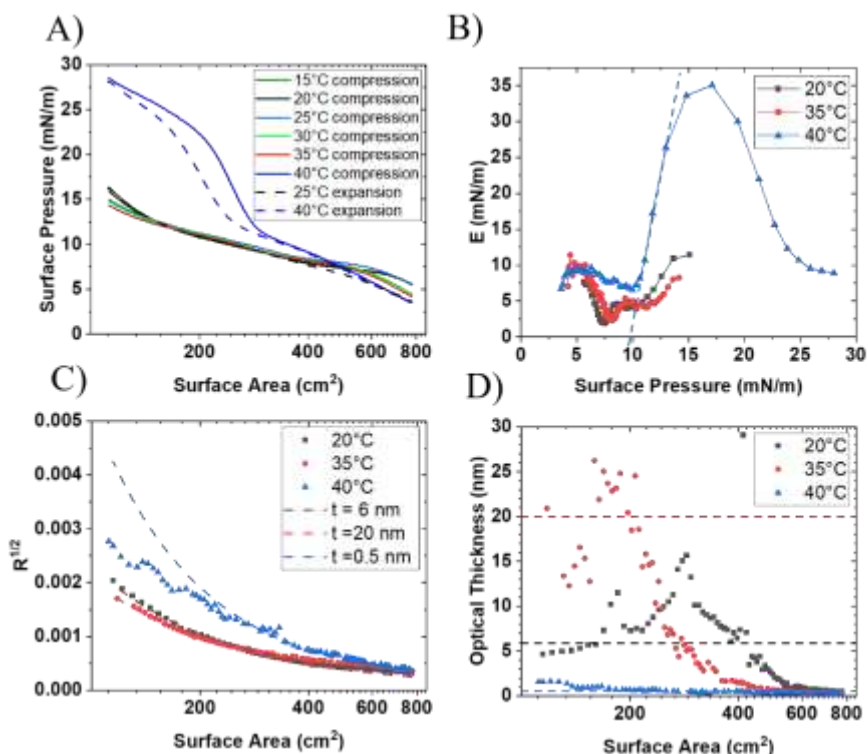 A)
30
25
20
15
10
5
0
Surface Pressure (mN/m)
15°C compression
20°C compression
25°C compression
30°C compression
35°C compression
40°C compression
25°C expansion
40°C expansion
200
400
600
800
Surface Area (cm²)
B)
35
30
25
20
15
10
5
0
E (mN/m)
20°C
35°C
40°C
0
5
10
15
20
25
30
Surface Pressure (mN/m)
C)
0.005
0.004
0.003
0.002
0.001
0.000
R1/2
20°C
35°C
40°C
t = 6 nm
t =20 nm
t =0.5 nm
200
400
600
800
Surface Area (cm²)
D)
30
25
20
15
10
5
0
Optical Thickness (nm)
20°C
35°C
40°C
200
400
600
800
Surface Area (cm²)